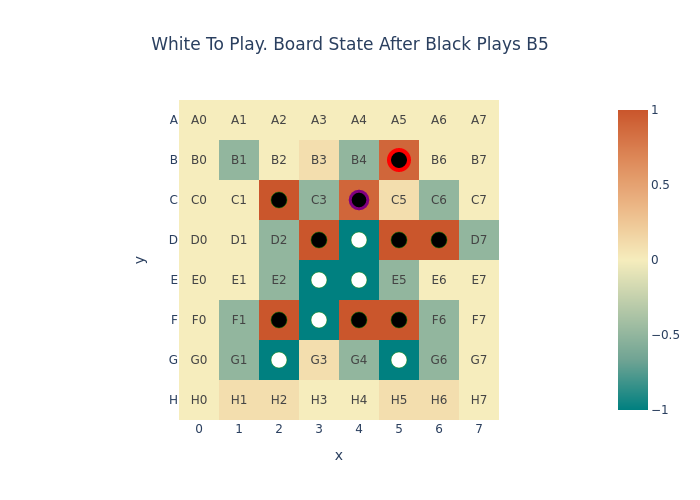 White To Play. Board State After Black Plays B5
A A0 A1 A2 A3 A4 A5 A6 A7
B B0 B1 B2 B3 B4 B6 B7
C C0 C1 C3 C5 C6 C7
D D0 D1 D2 D7
E E0 E1 E2 E5 E6 E7
F F0 F1 F6 F7
G G0 G1 G3 G4 G6 G7
H H0 H1 H2 H3 H4 H5 H6 H7
0 1 2 3 4 5 6 7
x
y
1
0.5
0
−0.5
−1